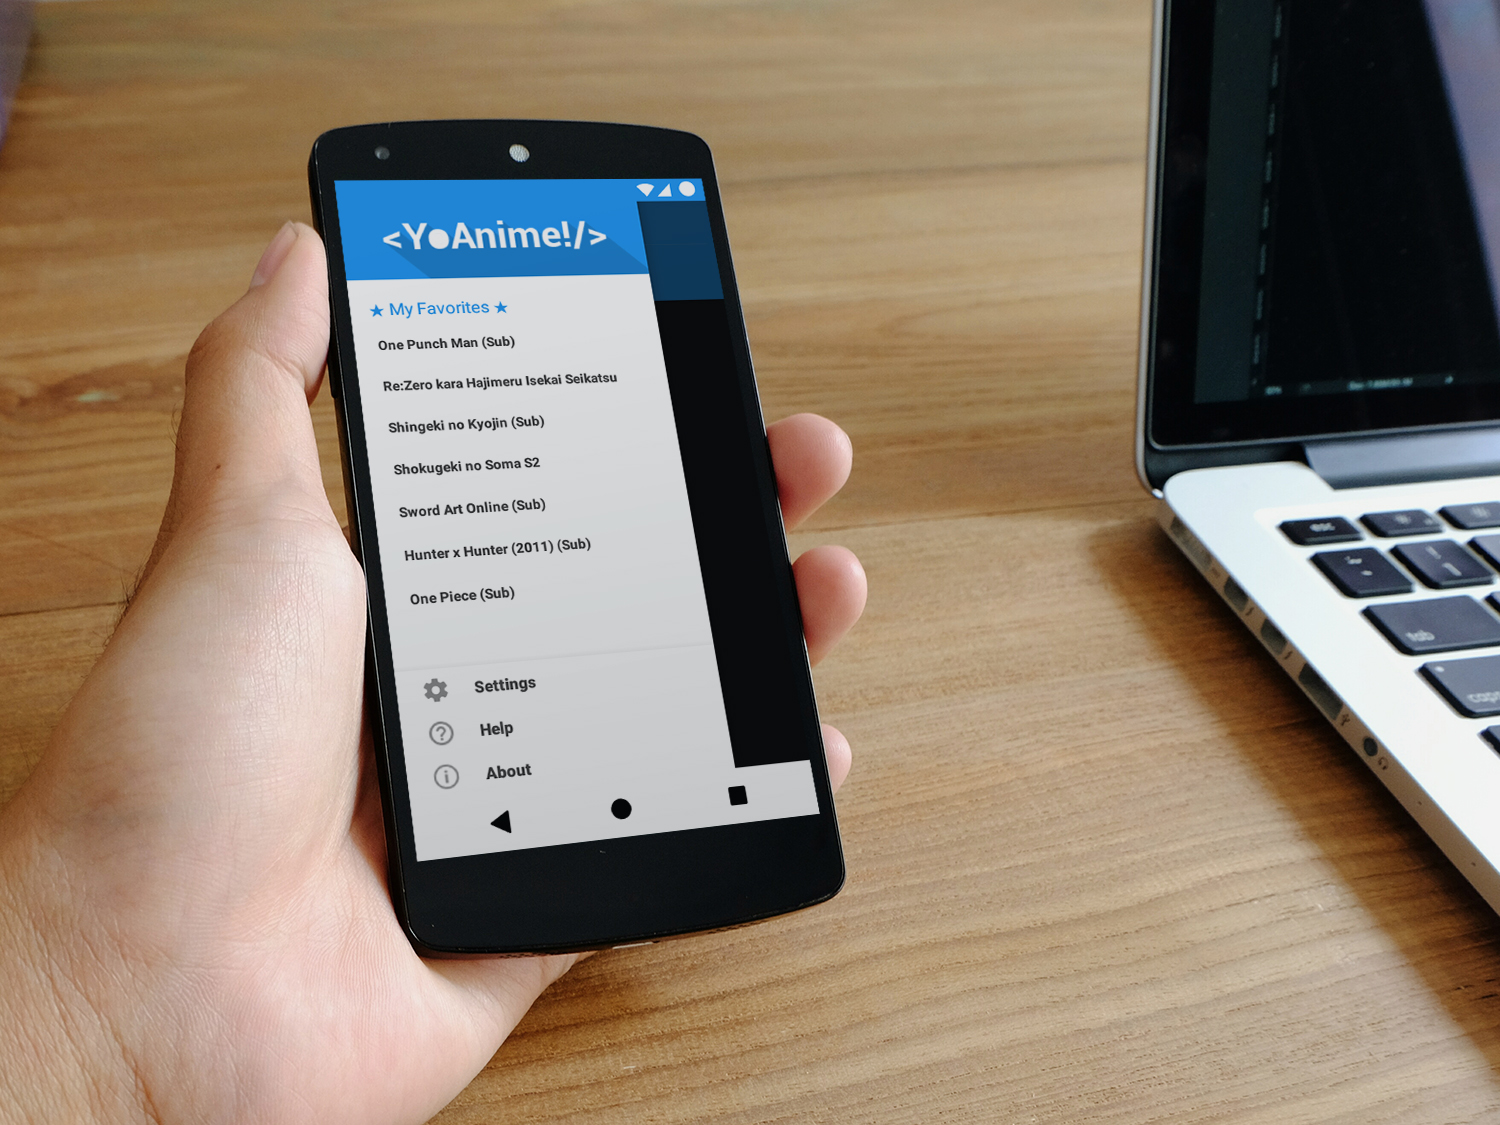 <YoAnime!/>
★ My Favorites ★
One Punch Man (Sub)
Re:Zero kara Hajimeru Isekai Seikatsu
Shingeki no Kyojin (Sub)
Shokugeki no Soma S2
Sword Art Online (Sub)
Hunter x Hunter (2011) (Sub)
One Piece (Sub)
Settings
Help
About
esc
tab